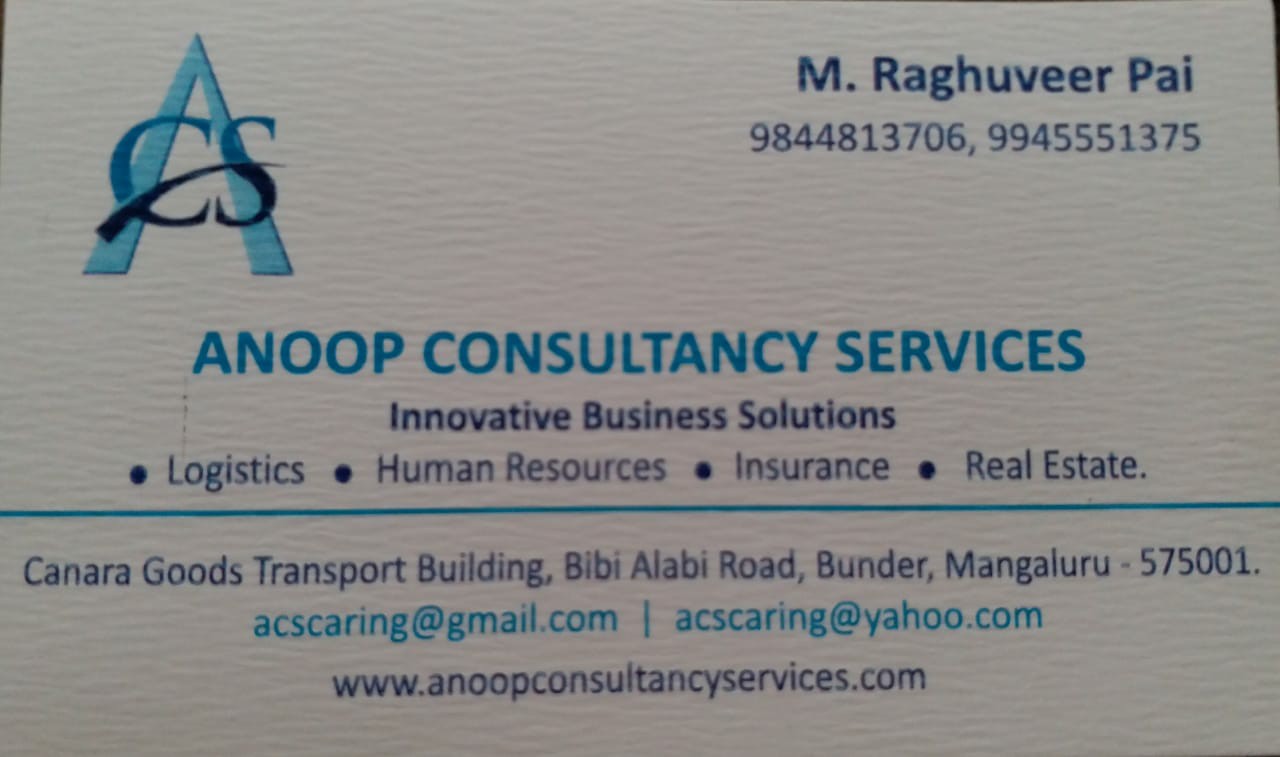 ACS
M. Raghuveer Pai
9844813706, 9945551375
ANOOP CONSULTANCY SERVICES
Innovative Business Solutions
• Logistics • Human Resources • Insurance • Real Estate.
Canara Goods Transport Building, Bibi Alabi Road, Bunder, Mangaluru - 575001.
acscaring@gmail.com | acscaring@yahoo.com
www.anoopconsultancyservices.com